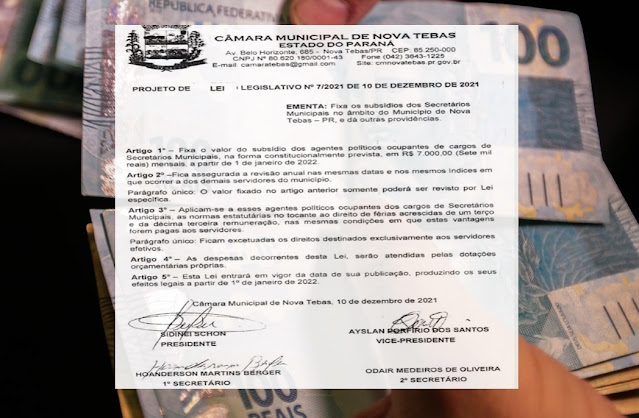 REPÚBLICA FEDERATIVA
100
CÂMARA MUNICIPAL DE NOVA TEBAS
ESTADO DO PARANÁ
Av. Belo Horizonte, 685 - Nova Tebas/PR CEP: 85.250-000
CNPJ Nº 80.620.180/0001-43 Fone (042) 3643-1225
E-mail: camaratebas@gmail.com Site: cmnovatebas.pr.gov.br
PROJETO DE LEI LEGISLATIVO Nº 7/2021 DE 10 DE DEZEMBRO DE 2021
EMENTA: Fixa os subsídios dos Secretários
Municipais no âmbito do Município de Nova
Tebas – PR, e dá outras providências.
Artigo 1º – Fixa o valor do subsídio dos agentes políticos ocupantes de cargos de
Secretários Municipais, na forma constitucionalmente prevista, em R$ 7.000,00 (Sete mil
reais) mensais, a partir de 1 de janeiro de 2022.
Artigo 2º –Fica assegurada a revisão anual nas mesmas datas e nos mesmos índices em
que ocorrer a dos demais servidores do município.
Parágrafo único: O valor fixado no artigo anterior somente poderá ser revisto por Lei
específica.
Artigo 3º – Aplicam-se a esses agentes políticos ocupantes dos cargos de Secretários
Municipais, as normas estatutárias no tocante ao direito de férias acrescidas de um terço
e da décima terceira remuneração, nas mesmas condições em que estas vantagens
forem pagas aos servidores.
Parágrafo único: Ficam excetuadas os direitos destinados exclusivamente aos servidores
efetivos.
Artigo 4º – As despesas decorrentes desta Lei, serão atendidas pelas dotações
orçamentárias próprias.
Artigo 5º – Esta Lei entrará em vigor da data de sua publicação, produzindo os seus
efeitos legais a partir de 1º de janeiro de 2022.
Câmara Municipal de Nova Tebas, 10 de dezembro de 2021
SIDINEI SCHON
PRESIDENTE
AYSLAN PORFIRIO DOS SANTOS
VICE-PRESIDENTE
HOANDERSON MARTINS BERGER
1º SECRETÁRIO
ODAIR MEDEIROS DE OLIVEIRA
2º SECRETÁRIO
100
REAIS